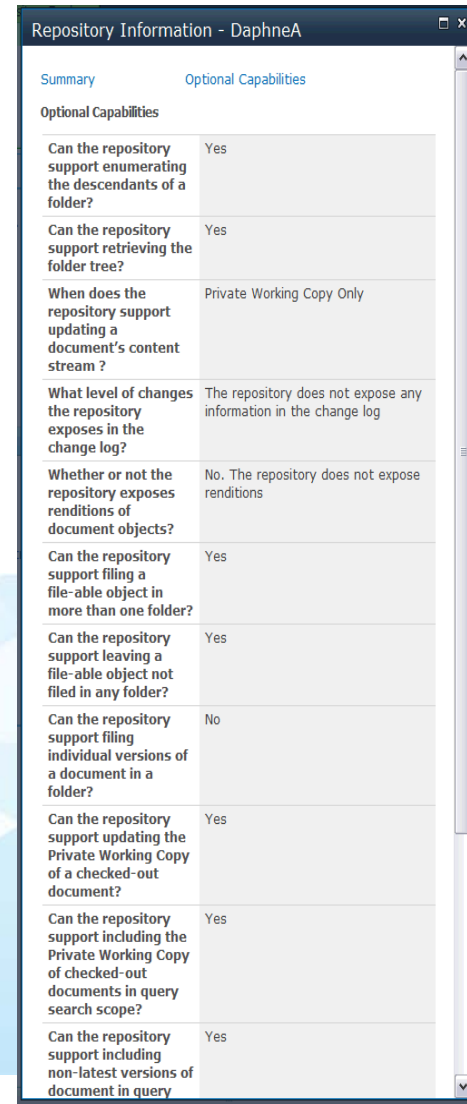 Repository Information - DaphneA
Summary
Optional Capabilities
Optional Capabilities
Can the repository
support enumerating
the descendants of a
folder?
Yes
Can the repository
support retrieving the
folder tree?
Yes
When does the
repository support
updating a
document's content
stream ?
Private Working Copy Only
What level of changes
the repository
exposes in the
change log?
The repository does not expose any
information in the change log
Whether or not the
repository exposes
renditions of
document objects?
No. The repository does not expose
renditions
Can the repository
support filing a
file-able object in
more than one folder?
Yes
Can the repository
support leaving a
file-able object not
filed in any folder?
Yes
Can the repository
support filing
individual versions of
a document in a
folder?
No
Can the repository
support updating the
Private Working Copy
of a checked-out
document?
Yes
Can the repository
support including the
Private Working Copy
of checked-out
documents in query
search scope?
Yes
Can the repository
support including
non-latest versions of
document in query
Yes